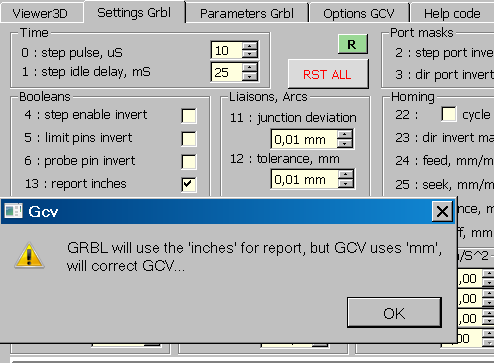 Viewer3D
Settings Grbl
Parameters Grbl
Options GCV
Help code
Time
0 : step pulse, uS
10
1 : step idle delay, mS
25
R
RST ALL
Port masks
2 : step port inve
3 : dir port invert
Booleans
4 : step enable invert
5 : limit pins invert
6 : probe pin invert
13 : report inches
Liaisons, Arcs
11 : junction deviation
0,01 mm
12 : tolerance, mm
0,01 mm
Homing
22 :
cycle
23 : dir invert ma
24 : feed, mm/m
25 : seek, mm/m
nce, m
ff, mm
Gcv
GRBL will use the 'inches' for report, but GCV uses 'mm',
will correct GCV...
OK
/S^2
,00
,00
,00